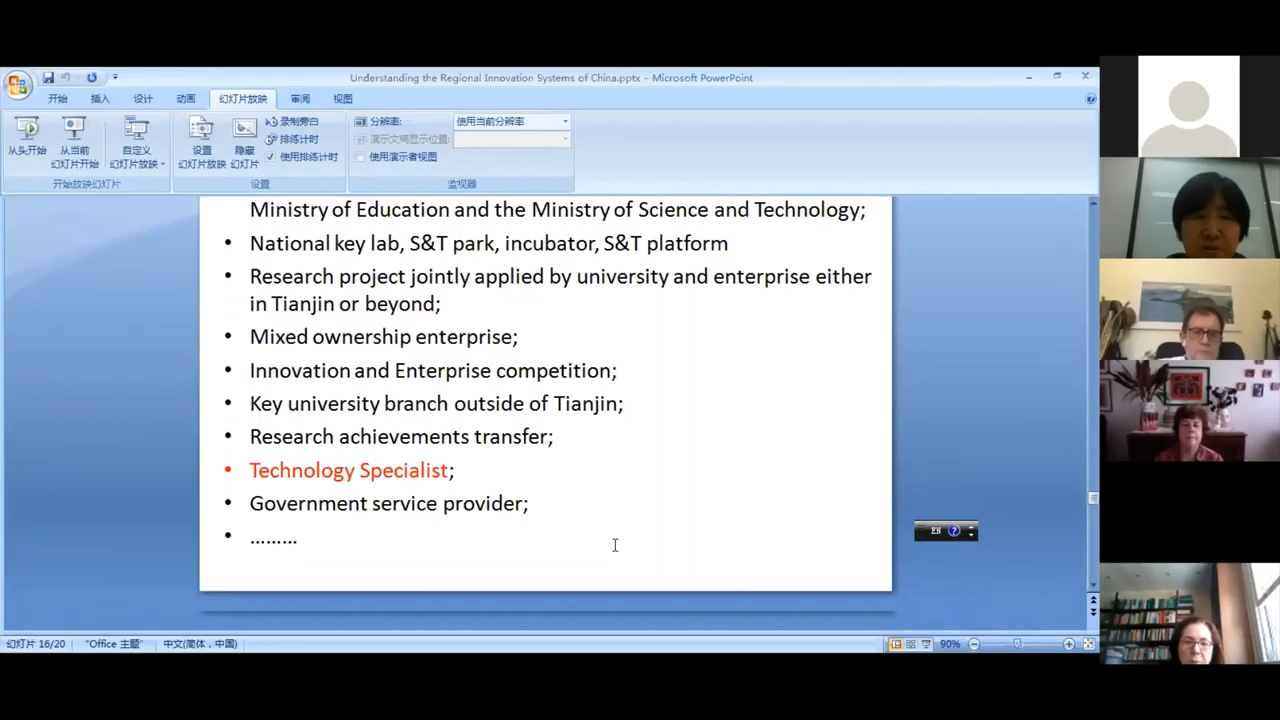 Understanding the Regional Innovation Systems of China.pptx - Microsoft PowerPoint
开始 插入 设计 动画 幻灯片放映 审阅 视图
从头开始
从当前
幻灯片开始
自定义
幻灯片放映
开始放映幻灯片
设置
幻灯片放映
隐藏
幻灯片
录制旁白
排练计时
使用排练计时
设置
分辨率: 使用当前分辨率
演示文稿显示位置:
使用演示者视图
监视器
Ministry of Education and the Ministry of Science and Technology;
• National key lab, S&T park, incubator, S&T platform
• Research project jointly applied by university and enterprise either
in Tianjin or beyond;
• Mixed ownership enterprise;
• Innovation and Enterprise competition;
• Key university branch outside of Tianjin;
• Research achievements transfer;
• Technology Specialist;
• Government service provider;
• .........
EN
幻灯片 16/20 "Office 主题" 中文(简体，中国) 90%